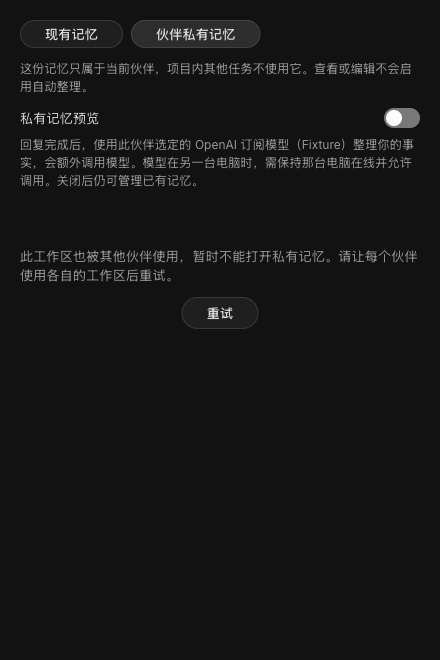 现有记忆
伙伴私有记忆
这份记忆只属于当前伙伴，项目内其他任务不使用它。查看或编辑不会启
用自动整理。
私有记忆预览
回复完成后，使用此伙伴选定的 OpenAI 订阅模型（Fixture）整理你的事
实，会额外调用模型。模型在另一台电脑时，需保持那台电脑在线并允许
调用。关闭后仍可管理已有记忆。
此工作区也被其他伙伴使用，暂时不能打开私有记忆。请让每个伙伴
使用各自的工作区后重试。
重试